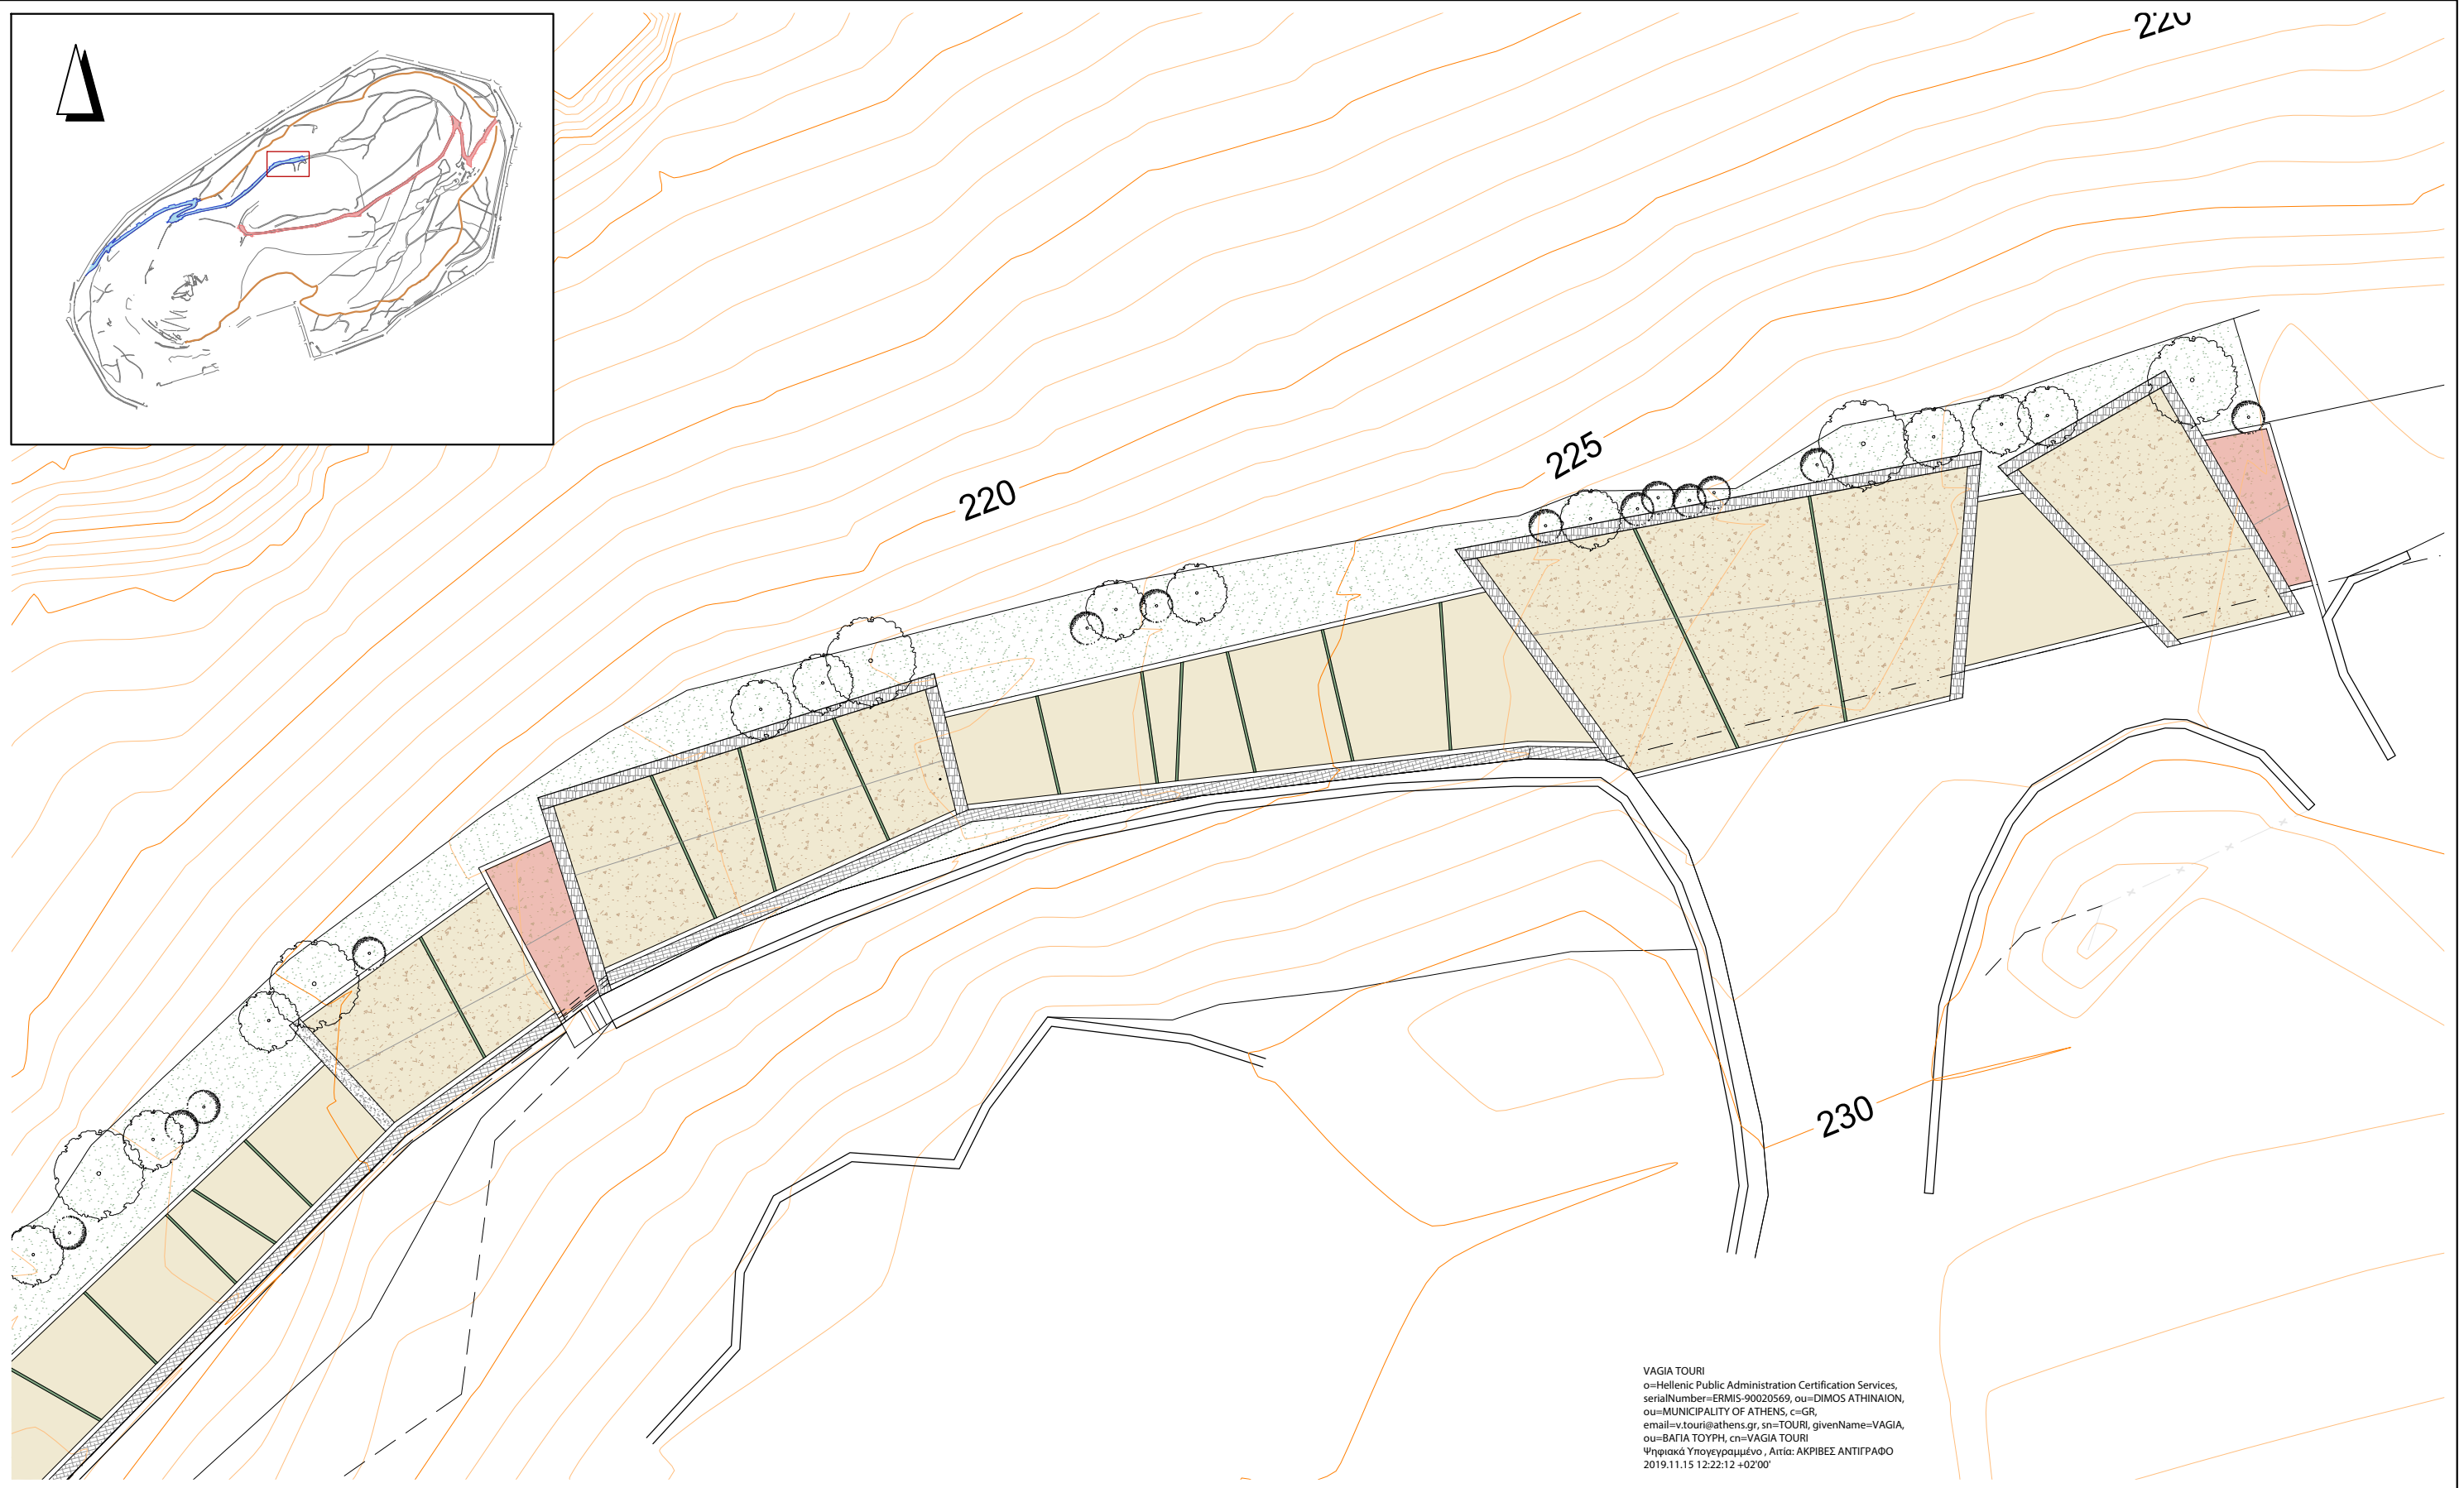 220
225
220
230
VAGIA TOURI
o=Hellenic Public Administration Certification Services,
serialNumber=ERMIS-90020569, ou=DIMOS ATHINAION,
ou=MUNICIPALITY OF ATHENS, c=GR,
email=v.touri@athens.gr, sn=TOURI, givenName=VAGIA,
ou=ΒΑΓΙΑ ΤΟΥΡΗ, cn=VAGIA TOURI
Ψηφιακά Υπογεγραμμένο , Αιτία: ΑΚΡΙΒΕΣ ΑΝΤΙΓΡΑΦΟ
2019.11.15 12:22:12 +02'00'